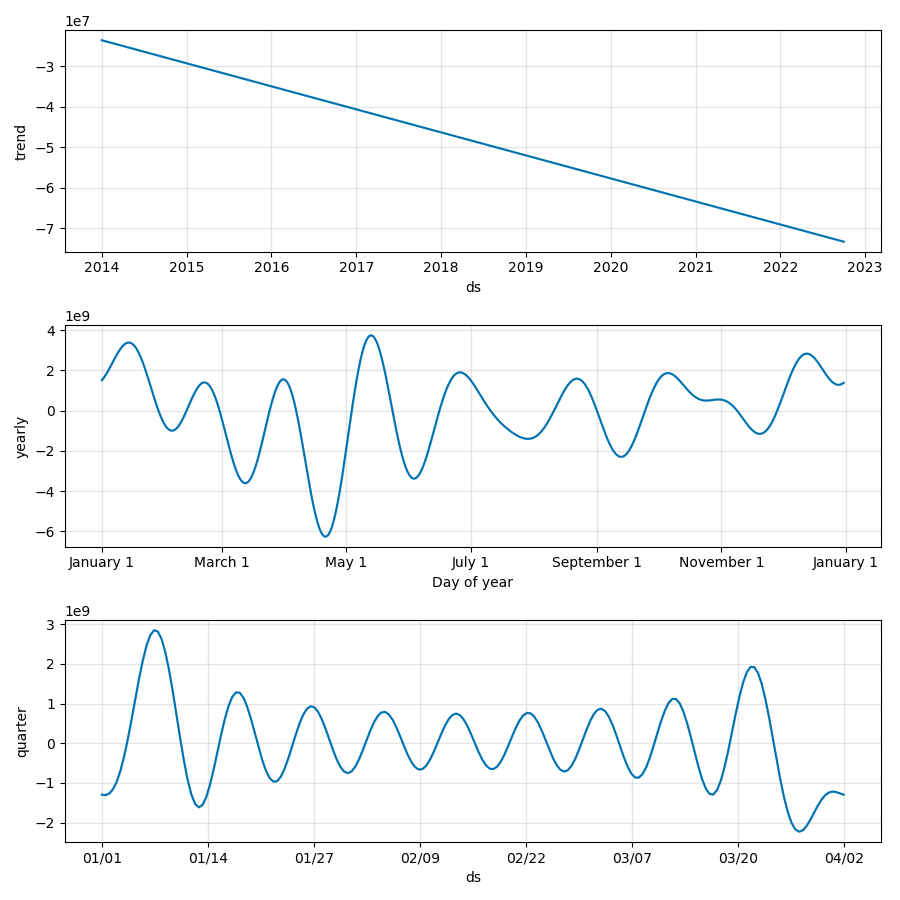 1e7
trend
−3
−4
−5
−6
−7
2014 2015 2016 2017 2018 2019 2020 2021 2022 2023
ds
1e9
yearly
4
2
0
−2
−4
−6
January 1 March 1 May 1 July 1 September 1 November 1 January 1
Day of year
1e9
quarter
3
2
1
0
−1
−2
01/01 01/14 01/27 02/09 02/22 03/07 03/20 04/02
ds